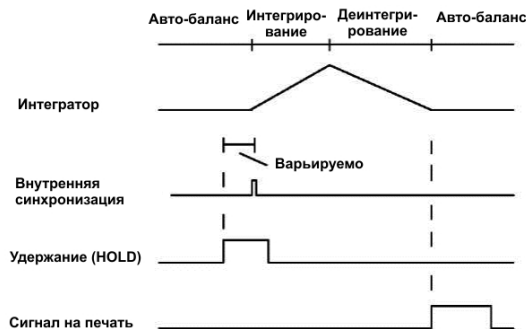 Авто-баланс
Интегриро-
вание
Деинтегри-
рование
Авто-баланс
Интегратор
Варьируемо
Внутренняя
синхронизация
Удержание (HOLD)
Сигнал на печать